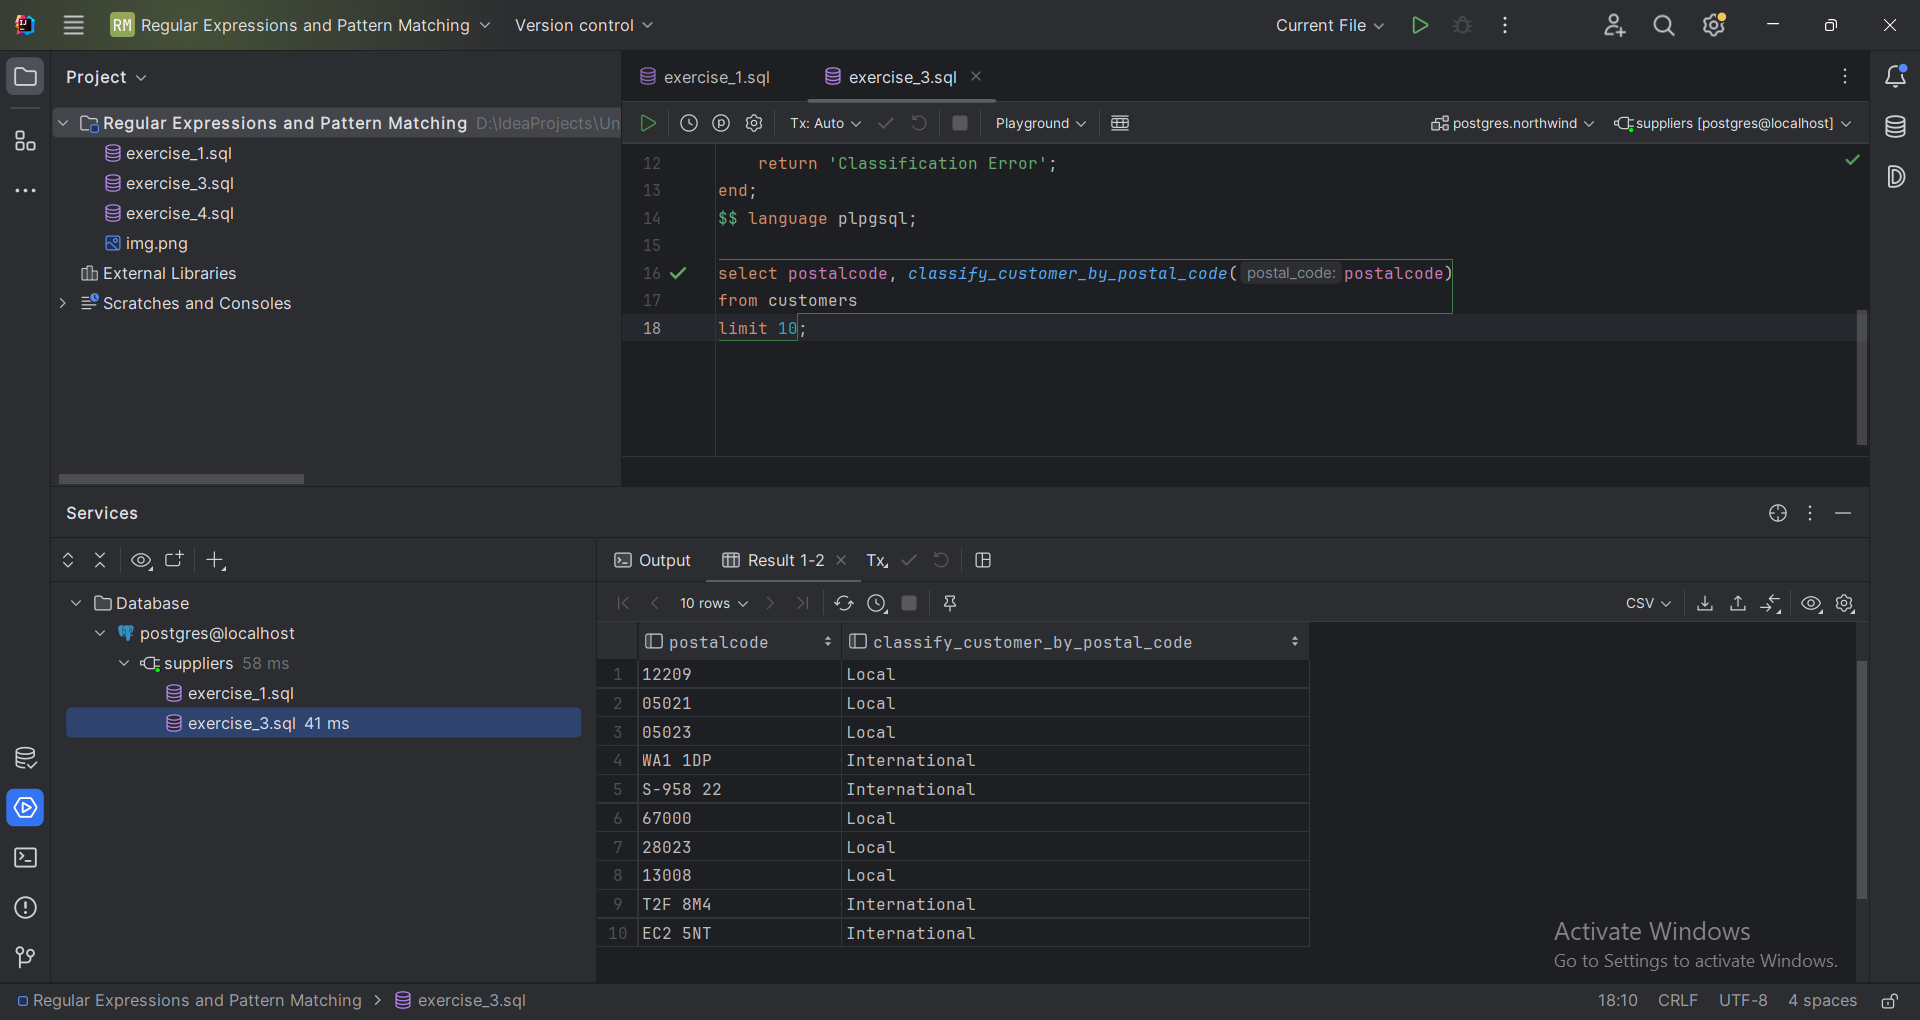 RM Regular Expressions and Pattern Matching Version control Current File
Project
exercise_1.sql exercise_3.sql
Regular Expressions and Pattern Matching D:\IdeaProjects\Un
exercise_1.sql
exercise_3.sql
exercise_4.sql
img.png
External Libraries
Scratches and Consoles
Tx: Auto Playground postgres.northwind suppliers [postgres@localhost]
12 return 'Classification Error';
13 end;
14 $$ language plpgsql;
15
16 select postalcode, classify_customer_by_postal_code( postal_code: postalcode)
17 from customers
18 limit 10;
Services
Database
postgres@localhost
suppliers 58 ms
exercise_1.sql
exercise_3.sql 41 ms
Output Result 1-2 Tx
10 rows CSV
postalcode classify_customer_by_postal_code
1 12209 Local
2 05021 Local
3 05023 Local
4 WA1 1DP International
5 S-958 22 International
6 67000 Local
7 28023 Local
8 13008 Local
9 T2F 8M4 International
10 EC2 5NT International
Activate Windows
Go to Settings to activate Windows.
Regular Expressions and Pattern Matching > exercise_3.sql 18:10 CRLF UTF-8 4 spaces